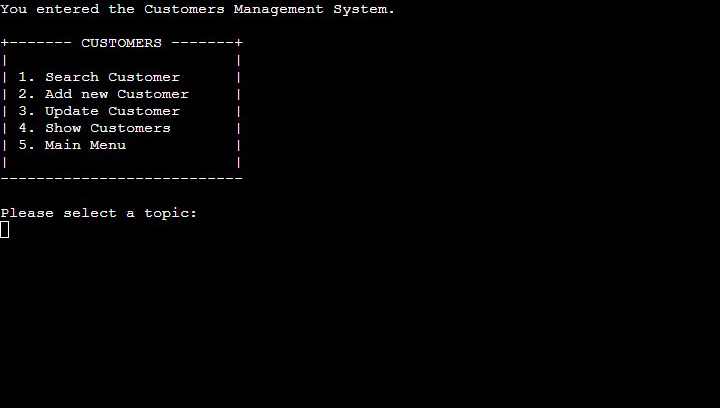 You entered the Customers Management System.
+------- CUSTOMERS -------+
|                         |
| 1. Search Customer      |
| 2. Add new Customer     |
| 3. Update Customer      |
| 4. Show Customers       |
| 5. Main Menu            |
|                         |
---------------------------
Please select a topic: